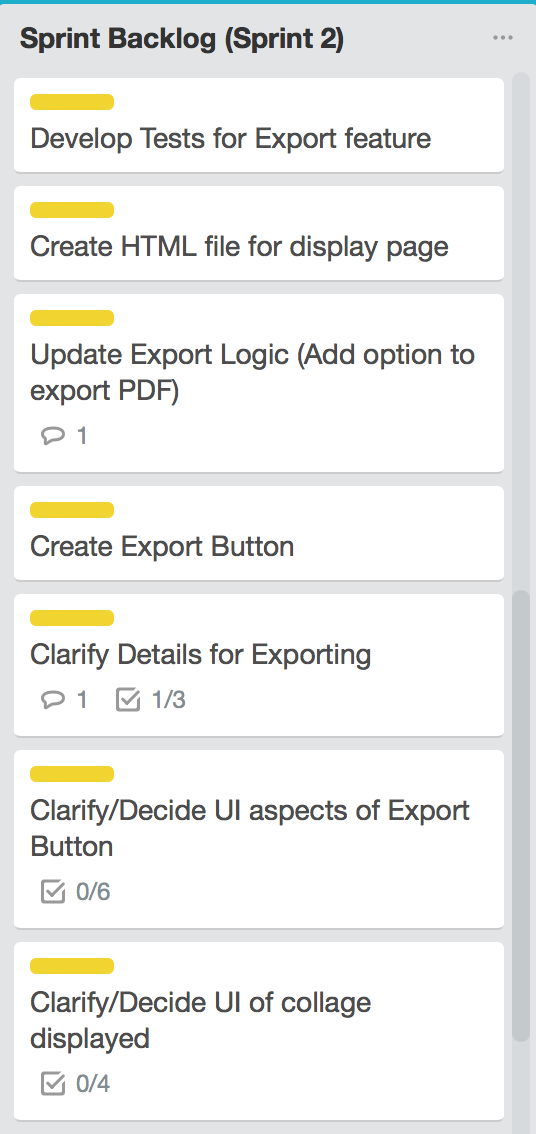 Sprint Backlog (Sprint 2)
Develop Tests for Export feature
Create HTML file for display page
Update Export Logic (Add option to
export PDF)
1
Create Export Button
Clarify Details for Exporting
1 1/3
Clarify/Decide UI aspects of Export
Button
0/6
Clarify/Decide UI of collage
displayed
0/4